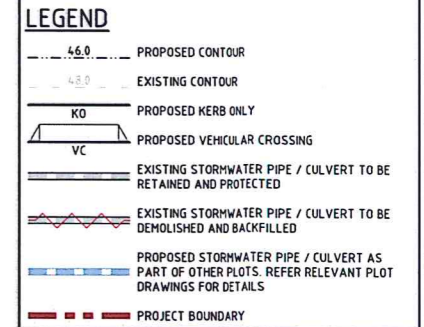 LEGEND
46.0 PROPOSED CONTOUR
48.0 EXISTING CONTOUR
KO PROPOSED KERB ONLY
VC PROPOSED VEHICULAR CROSSING
EXISTING STORMWATER PIPE / CULVERT TO BE
RETAINED AND PROTECTED
EXISTING STORMWATER PIPE / CULVERT TO BE
DEMOLISHED AND BACKFILLED
PROPOSED STORMWATER PIPE / CULVERT AS
PART OF OTHER PLOTS. REFER RELEVANT PLOT
DRAWINGS FOR DETAILS
PROJECT BOUNDARY